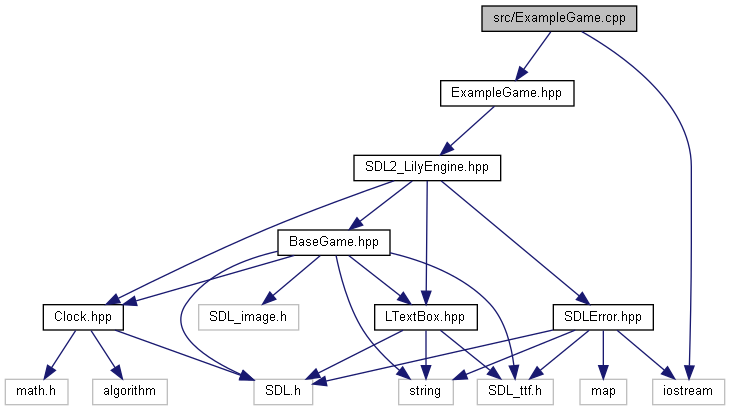 src/ExampleGame.cpp
ExampleGame.hpp
SDL2_LilyEngine.hpp
BaseGame.hpp
Clock.hpp
SDL_image.h
LTextBox.hpp
SDLError.hpp
math.h
algorithm
SDL.h
string
SDL_ttf.h
map
iostream